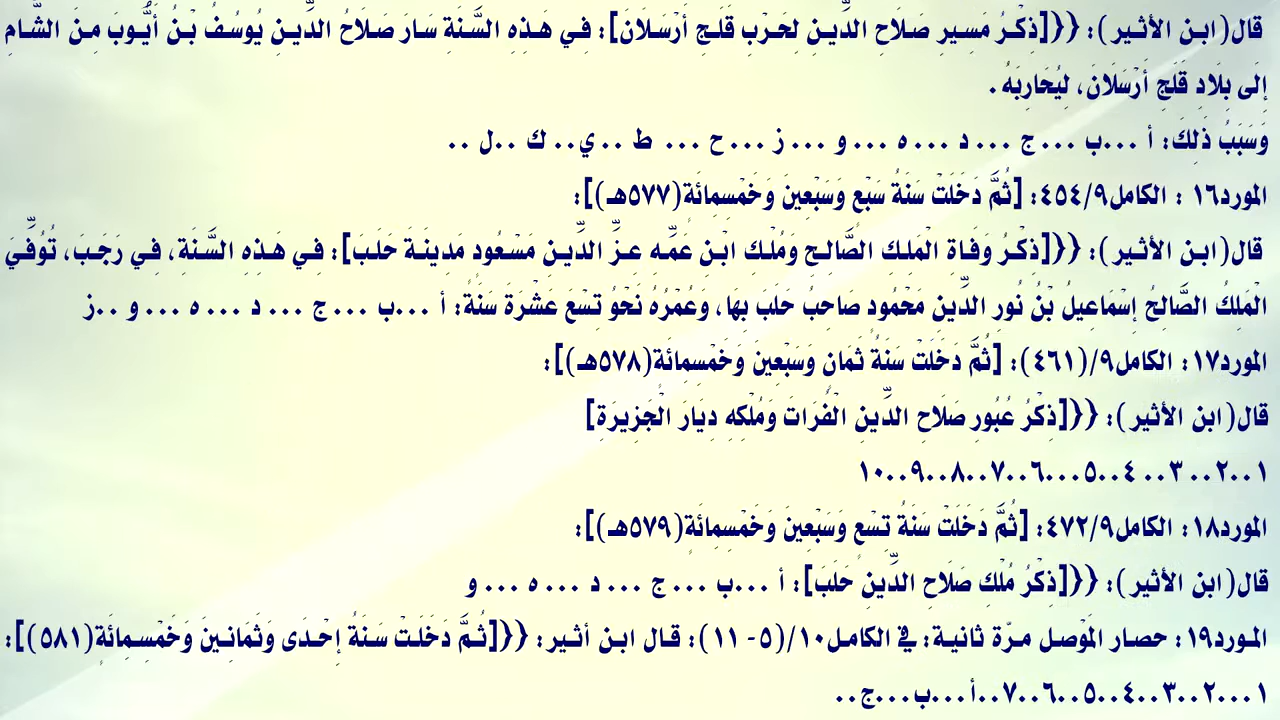 قال(ابن الأثير): {{[ذِكْرُ مَسِيرِ صَلَاحِ الدِّينِ لِحَرْبِ قَلَجِ أَرْسَلَانَ]: فِي هَذِهِ السَّنَةِ سَارَ صَلَاحُ الدِّينِ يُوسُفُ بْنُ أَيُّوبَ مِنَ الشَّامِ
إِلَى بِلَادِ قَلَجِ أَرْسَلَانَ، لِيُحَارِبَهُ.
وَسَبَبُ ذَلِكَ: أ ...ب ...ج ... د ... ه ... و ... ز ... ح ... ط ..ي.. ك ..ل ..
المورد١٦ : الكامل٤٥٤/٩: [ثُمَّ دَخَلَتْ سَنَةُ سَبْعٍ وَسَبْعِينَ وَخَمْسِمِائَةٍ(٥٧٧هـ)]:
قال(ابن الأثير): {{[ذِكْرُ وَفَاةِ الْمَلِكِ الصَّالِحِ وَمُلْكِ ابْنِ عَمِّهِ عِزِّ الدِّينِ مَسْعُودٍ مَدِينَةَ حَلَبَ]: فِي هَذِهِ السَّنَةِ، فِي رَجَبَ، تُوُفِّيَ
الْمَلِكُ الصَّالِحُ إِسْمَاعِيلُ بْنُ نُورِ الدِّينِ مَحْمُودٍ صَاحِبُ حَلَبَ بِهَا، وَعُمْرُهُ نَحْوُ تِسْعَ عَشْرَةَ سَنَةً: أ ...ب ... ج ... د ... ه ... و ..ز
المورد١٧: الكامل٩/(٤٦١): [ثُمَّ دَخَلَتْ سَنَةُ ثَمَانٍ وَسَبْعِينَ وَخَمْسِمِائَةٍ(٥٧٨هـ)]:
قال(ابن الأثير): {{[ذِكْرُ عُبُورِ صَلَاحِ الدِّينِ الْفُرَاتَ وَمُلْكِهِ دِيَارَ الْجَزِيرَةِ]
١..٢.. ٣.. ٤..٥...٦..٧..٨..٩..١٠
المورد١٨: الكامل٤٧٢/٩: [ثُمَّ دَخَلَتْ سَنَةُ تِسْعٍ وَسَبْعِينَ وَخَمْسِمِائَةٍ(٥٧٩هـ)]:
قال(ابن الأثير): {{[ذِكْرُ مُلْكِ صَلَاحِ الدِّينِ حَلَبَ]: أ ...ب ... ج ... د ... ه ... و
المورد١٩: حصار المَوْصل مرّة ثانية: في الكامل١٠/(٥- ١١): قال ابن أثير: {{[ثُمَّ دَخَلَتْ سَنَةُ إِحْدَى وَثَمَانِينَ وَخَمْسِمِائَةٍ(٥٨١)]:
١...٢..٣..٤..٥..٦..٧..أ...ب...ج..